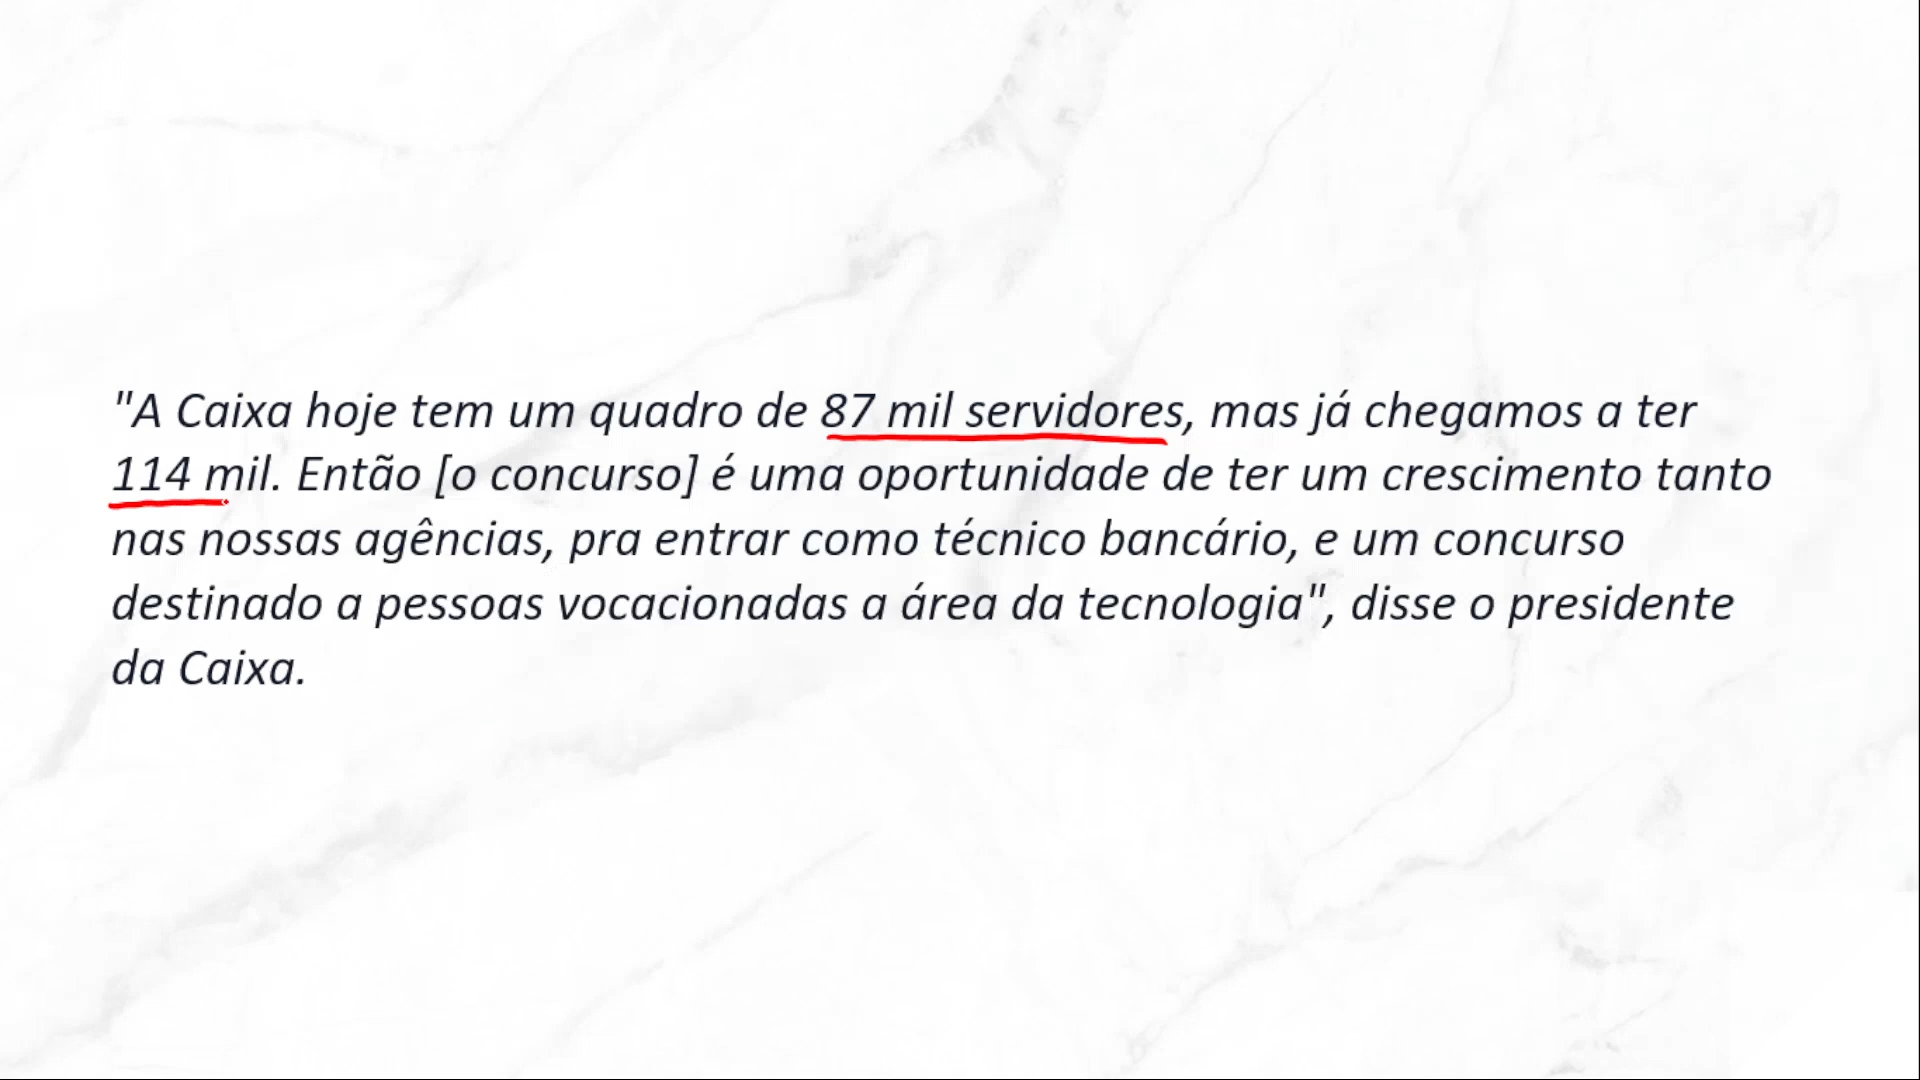 "A Caixa hoje tem um quadro de 87 mil servidores, mas já chegamos a ter
114 mil. Então [o concurso] é uma oportunidade de ter um crescimento tanto
nas nossas agências, pra entrar como técnico bancário, e um concurso
destinado a pessoas vocacionadas a área da tecnologia", disse o presidente
da Caixa.